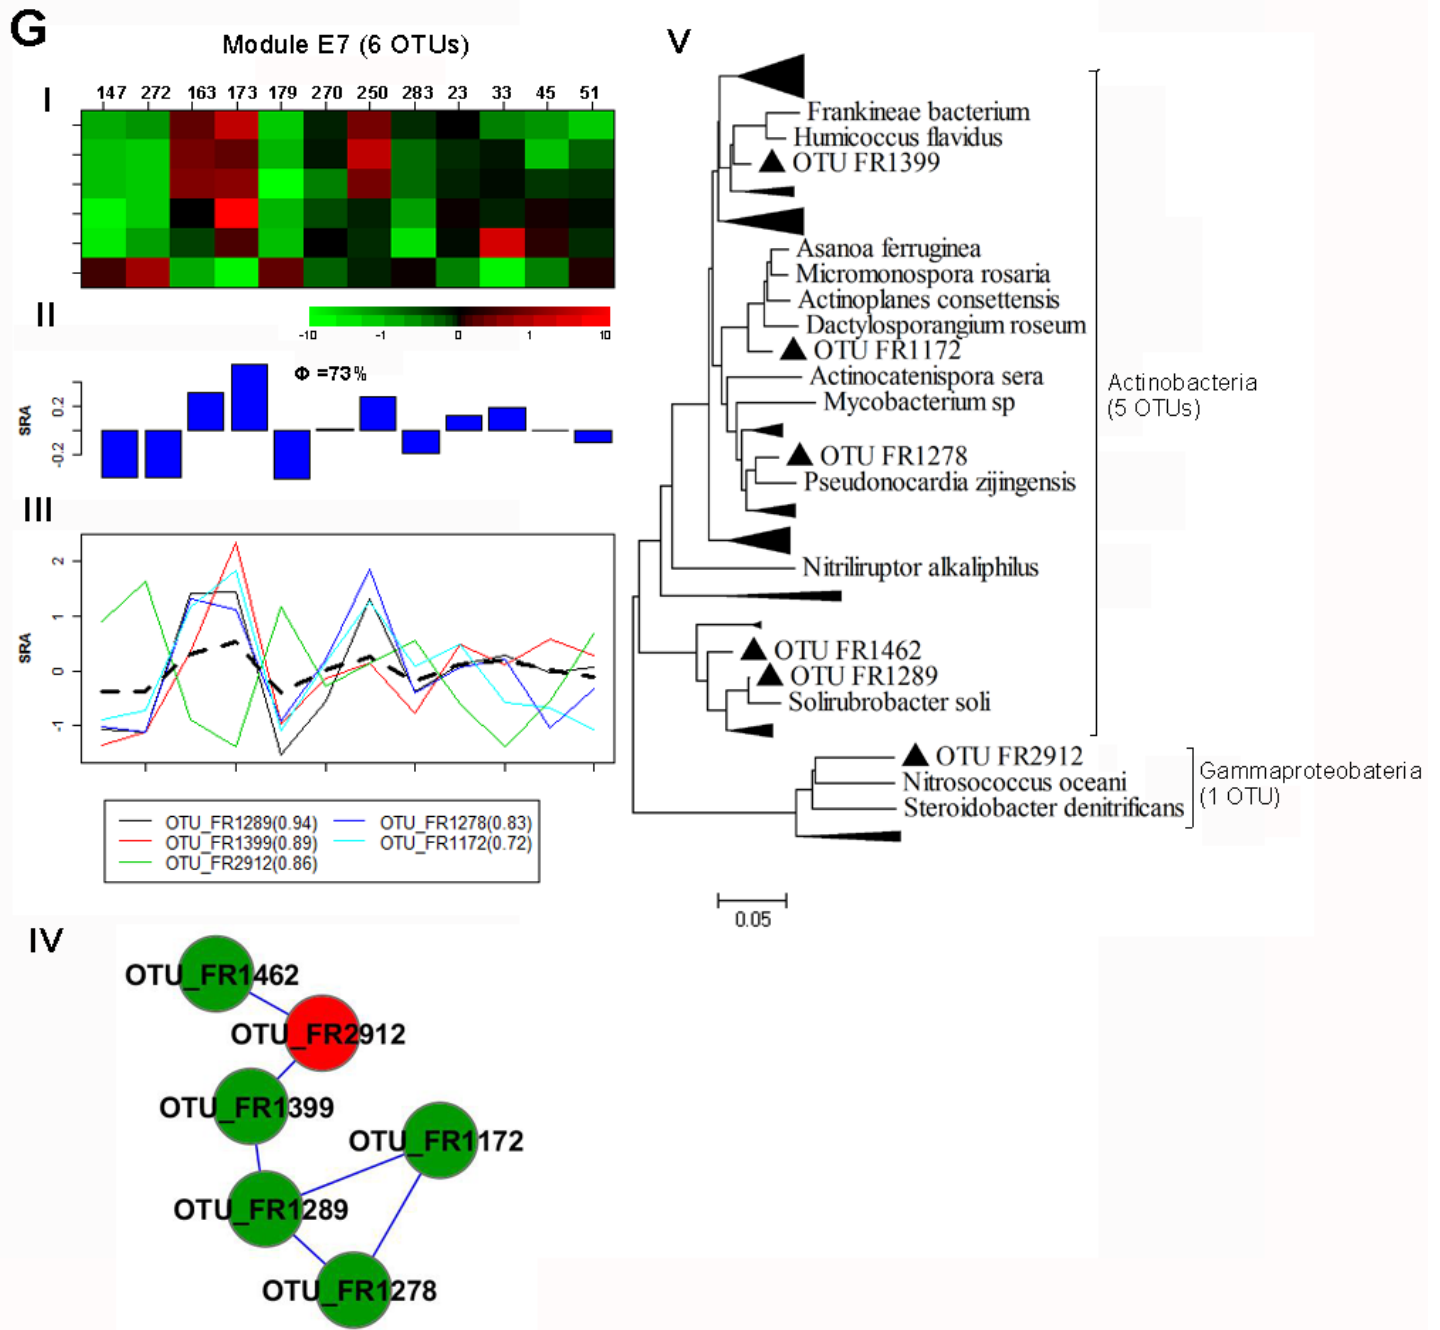 G
Module E7 (6 OTUs)
I
147 272 163 173 179 270 250 283 23 33 45 51
II
-10 -1 0 1 10
Φ =73%
SRA
0.2
-0.2
III
SRA
2
1
0
-1
OTU_FR1289(0.94)
OTU_FR1399(0.89)
OTU_FR2912(0.86)
OTU_FR1278(0.83)
OTU_FR1172(0.72)
IV
OTU_FR1462
OTU_FR2912
OTU_FR1399
OTU_FR1172
OTU_FR1289
OTU_FR1278
V
Frankineae bacterium
Humicoccus flavidus
OTU FR1399
Asanoa ferruginea
Micromonospora rosaria
Actinoplanes consettensis
Dactylosporangium roseum
OTU FR1172
Actinocatenispora sera
Mycobacterium sp
OTU FR1278
Pseudonocardia zijingensis
Nitriliruptor alkaliphilus
OTU FR1462
OTU FR1289
Solirubrobacter soli
OTU FR2912
Nitrosococcus oceani
Steroidobacter denitrificans
Actinobacteria
(5 OTUs)
Gammaproteobateria
(1 OTU)
0.05